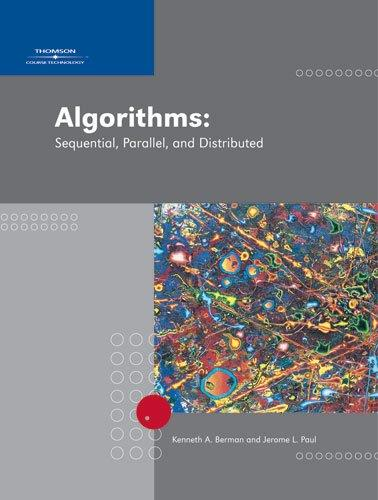 THOMSON
COURSE TECHNOLOGY
Algorithms:
Sequential, Parallel, and Distributed
Kenneth A. Berman and Jerome L. Paul